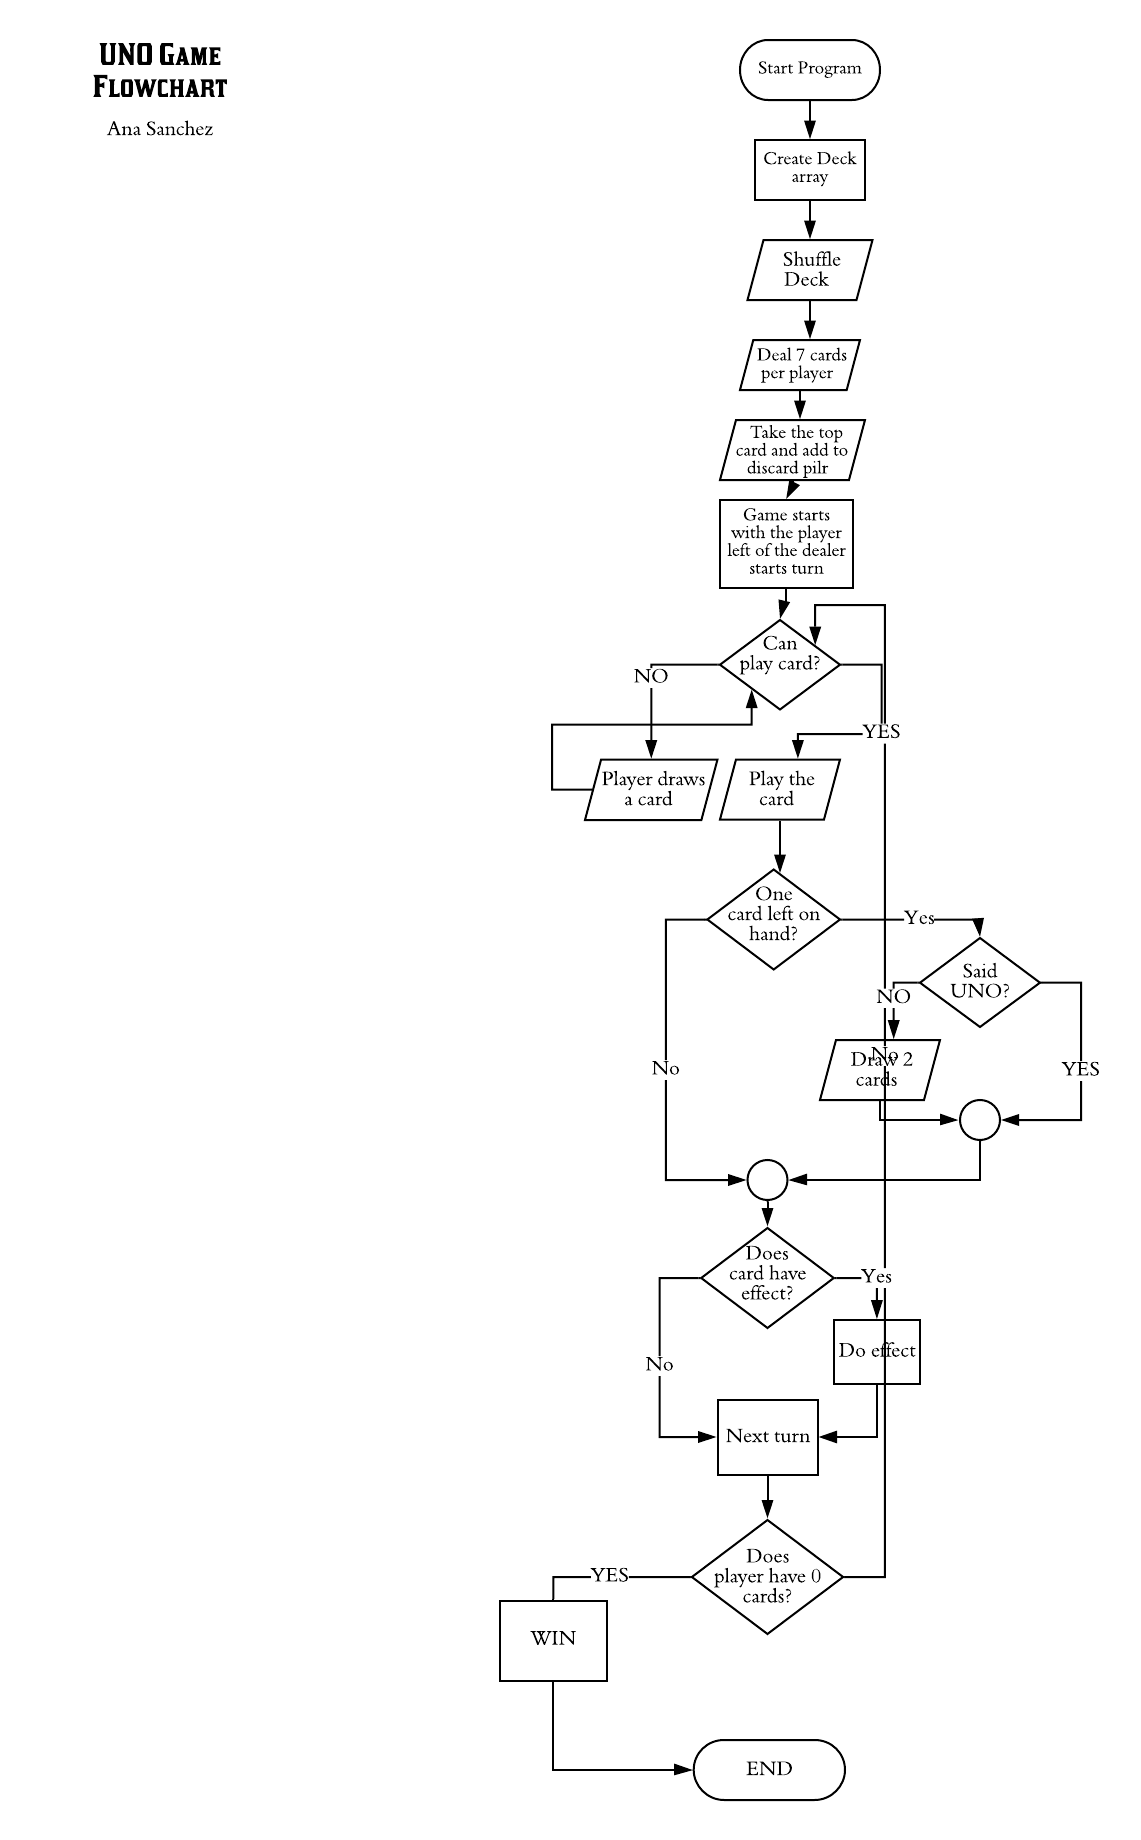 UNO GAME
FLOWCHART
Ana Sanchez
Start Program
Create Deck
array
Shuffle
Deck
Deal 7 cards
per player
Take the top
card and add to
discard pilr
Game starts
with the player
left of the dealer
starts turn
Can
play card?
NO
YES
Player draws
a card
Play the
card
One
card left on
hand?
Yes
Said
UNO?
NO
No
Draw 2
cards
No
YES
Does
card have
effect?
Yes
Do effect
No
Next turn
Does
player have 0
cards?
YES
WIN
END